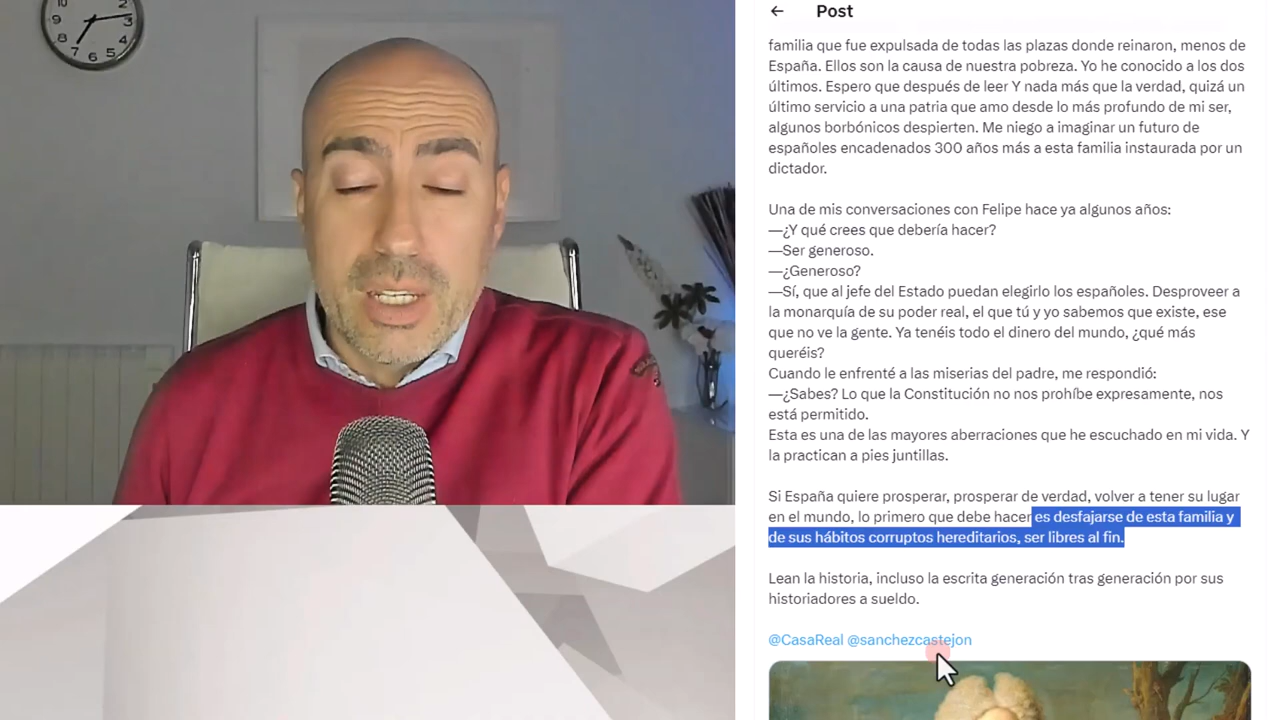 10 2
9 3
8 4
7 6 5
Post
familia que fue expulsada de todas las plazas donde reinaron, menos de
España. Ellos son la causa de nuestra pobreza. Yo he conocido a los dos
últimos. Espero que después de leer Y nada más que la verdad, quizá un
último servicio a una patria que amo desde lo más profundo de mi ser,
algunos borbónicos despierten. Me niego a imaginar un futuro de
españoles encadenados 300 años más a esta familia instaurada por un
dictador.
Una de mis conversaciones con Felipe hace ya algunos años:
—¿Y qué crees que debería hacer?
—Ser generoso.
—¿Generoso?
—Sí, que al jefe del Estado puedan elegirlo los españoles. Desproveer a
la monarquía de su poder real, el que tú y yo sabemos que existe, ese
que no ve la gente. Ya tenéis todo el dinero del mundo, ¿qué más
queréis?
Cuando le enfrenté a las miserias del padre, me respondió:
—¿Sabes? Lo que la Constitución no nos prohíbe expresamente, nos
está permitido.
Esta es una de las mayores aberraciones que he escuchado en mi vida. Y
la practican a pies juntillas.
Si España quiere prosperar, prosperar de verdad, volver a tener su lugar
en el mundo, lo primero que debe hacer es desfajarse de esta familia y
de sus hábitos corruptos hereditarios, ser libres al fin.
Lean la historia, incluso la escrita generación tras generación por sus
historiadores a sueldo.
@CasaReal @sanchezcastejon